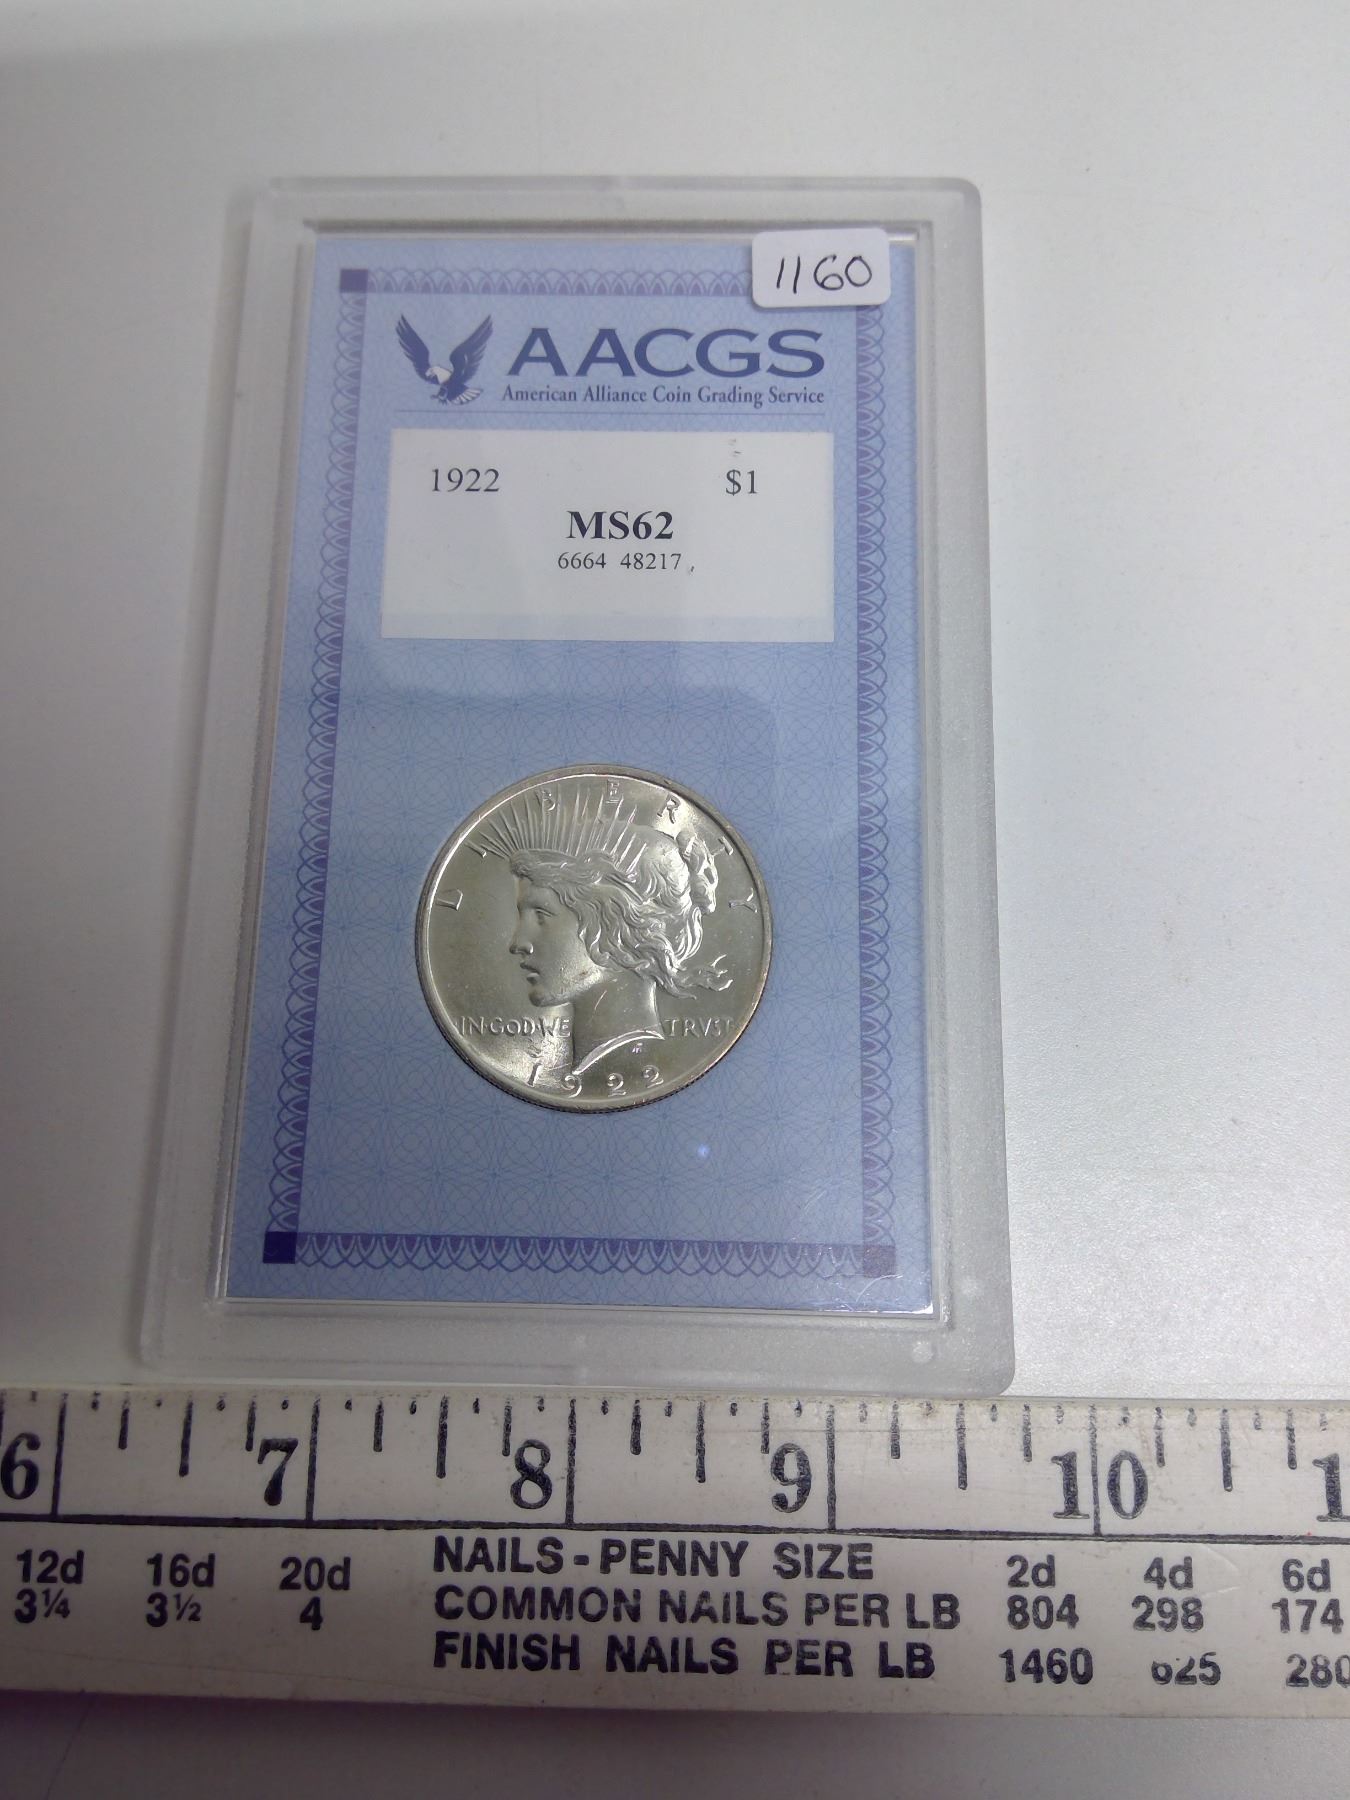 1160
AACGS
American Alliance Coin Grading Service
1922 $1
MS62
6664 48217
LIBERTY
IN GOD WE TRVST
1922
6 7 8 9 10 1
12d 16d 20d NAILS - PENNY SIZE 2d 4d 6d
3¼ 3½ 4 COMMON NAILS PER LB 804 298 174
FINISH NAILS PER LB 1460 625 280